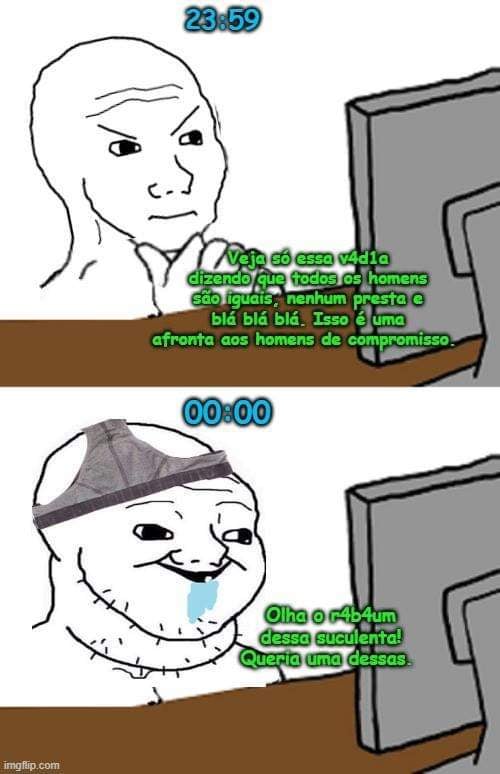 23:59
Veja só essa v4d1a
dizendo que todos os homens
são iguais, nenhum presta e
blá blá blá. Isso é uma
afronta aos homens de compromisso.
00:00
Olha o r4b4um
dessa suculenta!
Queria uma dessas.
imgflip.com